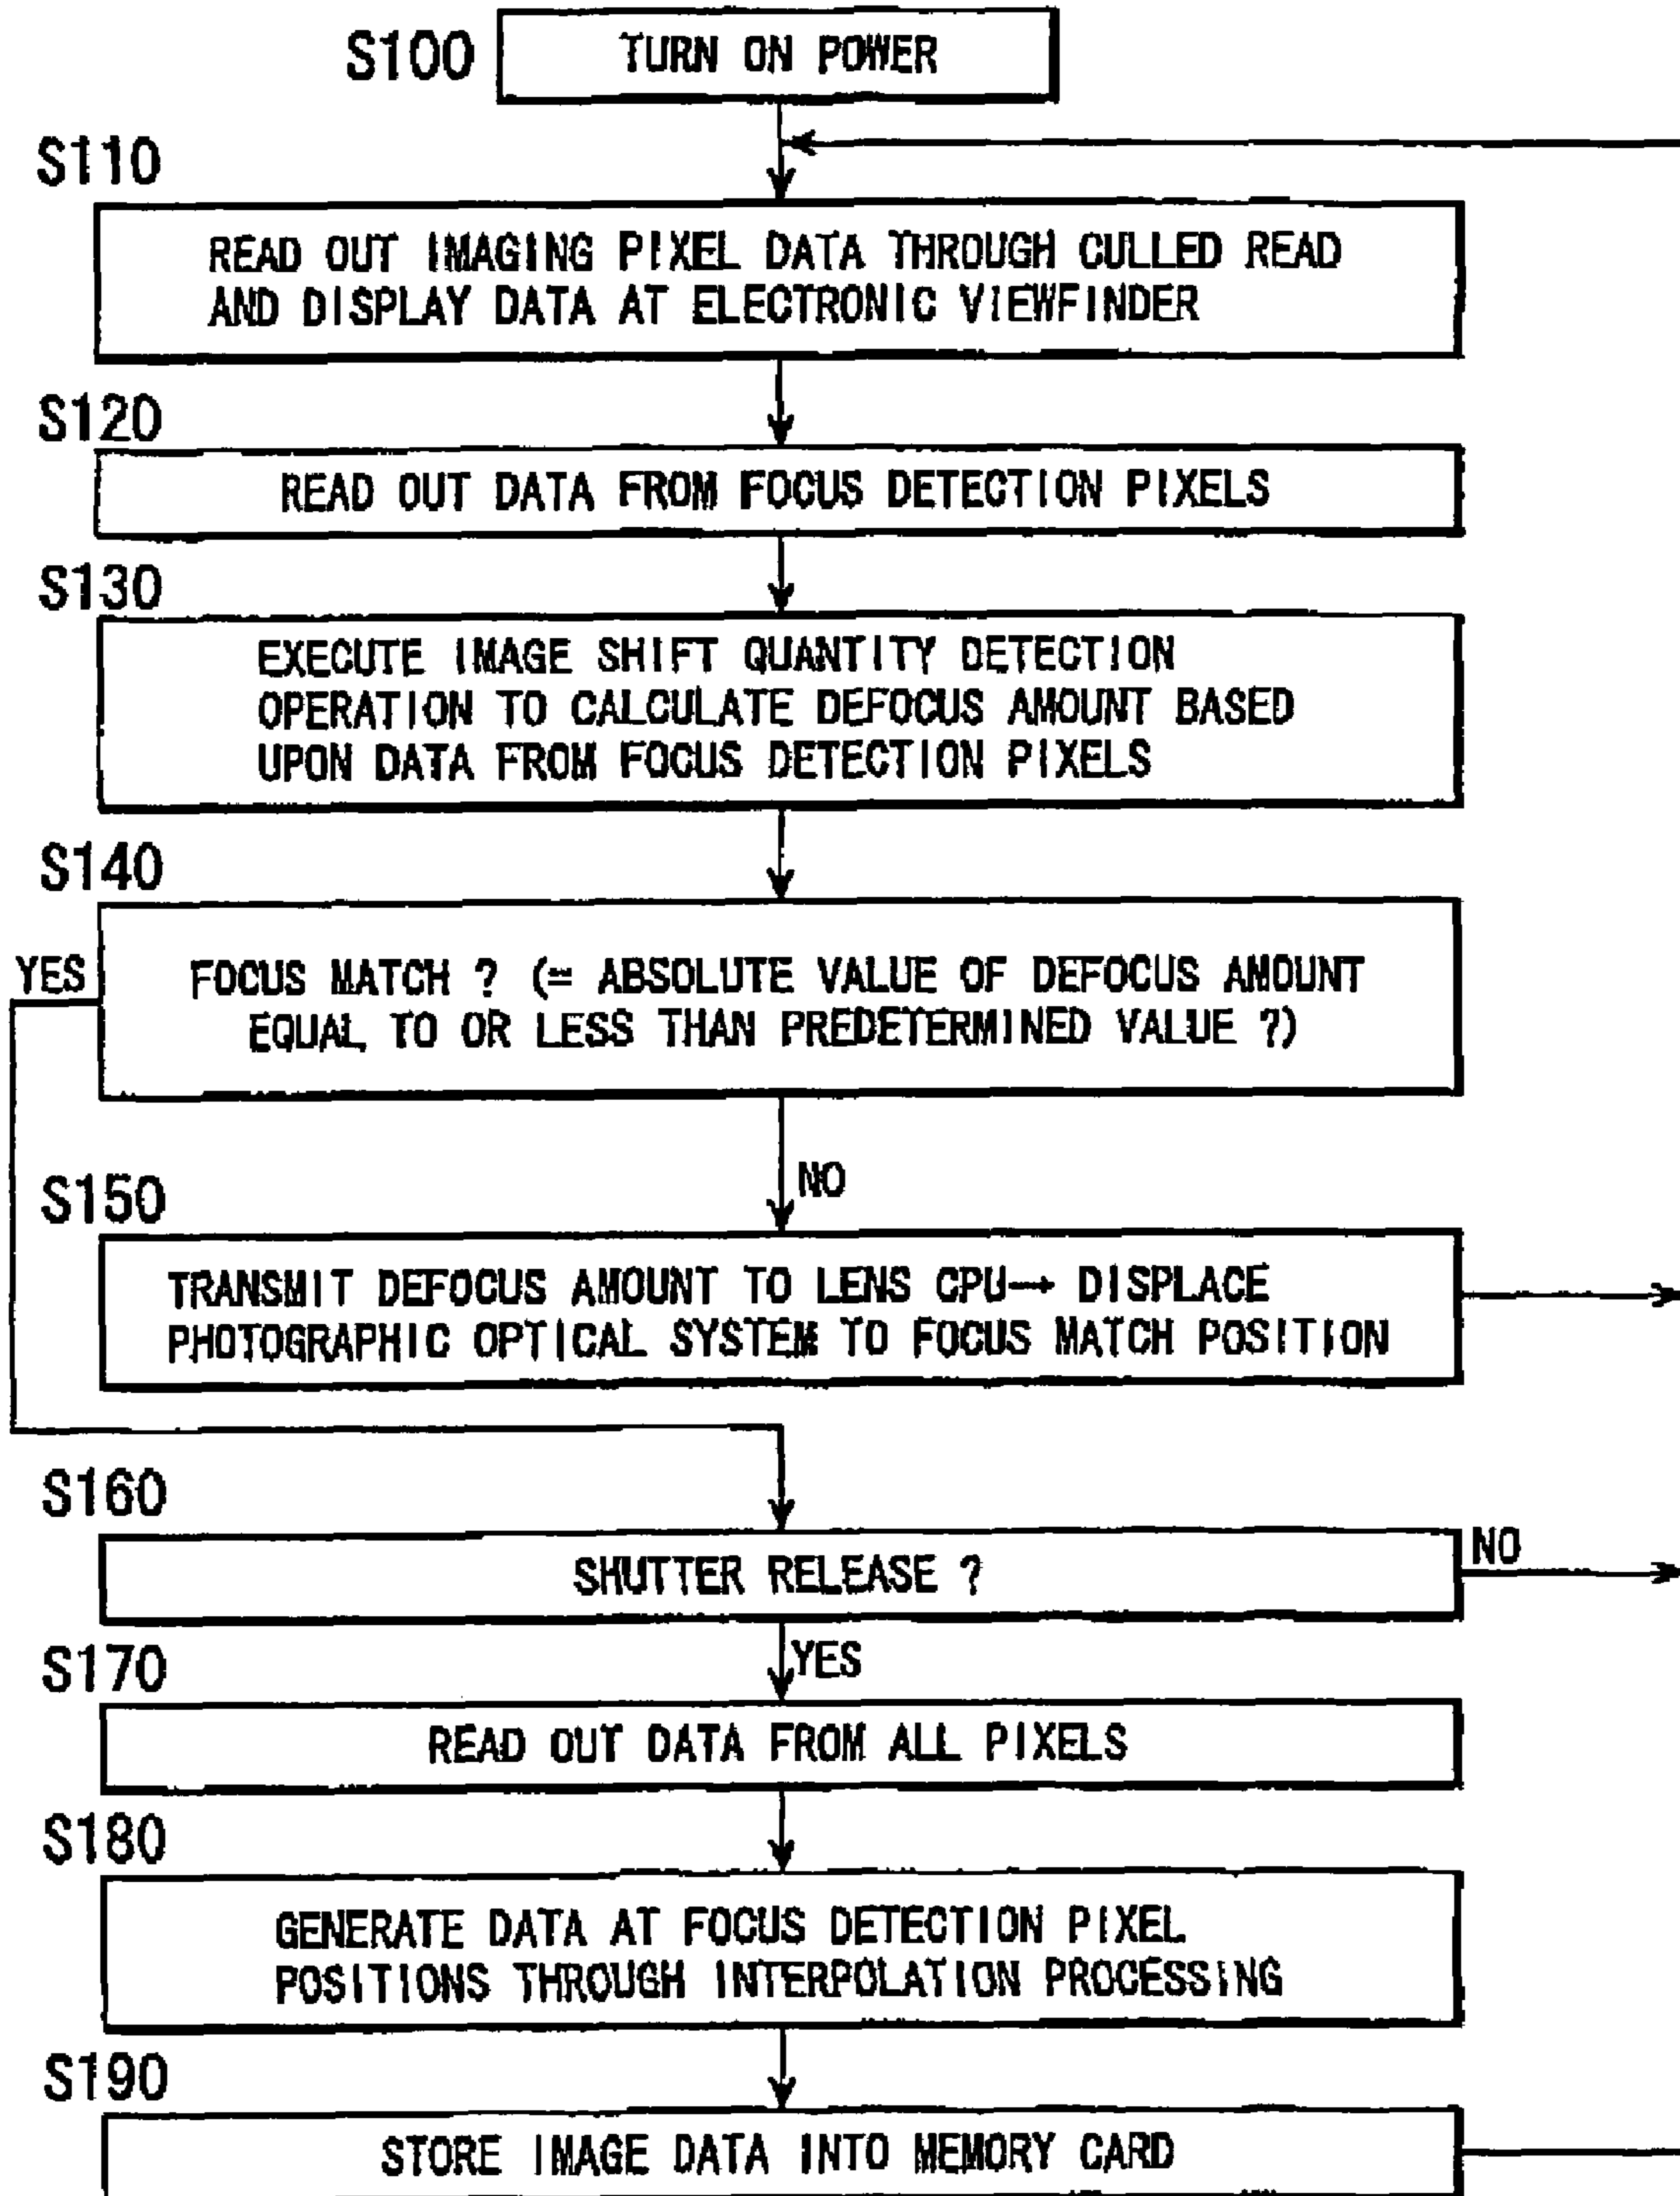 S100
TURN ON POWER
S110
READ OUT IMAGING PIXEL DATA THROUGH CULLED READ
AND DISPLAY DATA AT ELECTRONIC VIEWFINDER
S120
READ OUT DATA FROM FOCUS DETECTION PIXELS
S130
EXECUTE IMAGE SHIFT QUANTITY DETECTION
OPERATION TO CALCULATE DEFOCUS AMOUNT BASED
UPON DATA FROM FOCUS DETECTION PIXELS
S140
YES
FOCUS MATCH ? (= ABSOLUTE VALUE OF DEFOCUS AMOUNT
EQUAL TO OR LESS THAN PREDETERMINED VALUE ?)
NO
S150
TRANSMIT DEFOCUS AMOUNT TO LENS CPU→ DISPLACE
PHOTOGRAPHIC OPTICAL SYSTEM TO FOCUS MATCH POSITION
S160
SHUTTER RELEASE ?
NO
YES
S170
READ OUT DATA FROM ALL PIXELS
S180
GENERATE DATA AT FOCUS DETECTION PIXEL
POSITIONS THROUGH INTERPOLATION PROCESSING
S190
STORE IMAGE DATA INTO MEMORY CARD